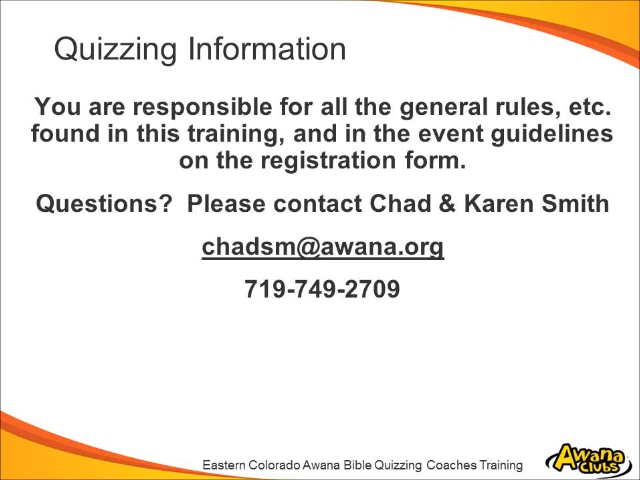 Quizzing Information
You are responsible for all the general rules, etc.
found in this training, and in the event guidelines
on the registration form.
Questions?  Please contact Chad & Karen Smith
chadsm@awana.org
719-749-2709
Eastern Colorado Awana Bible Quizzing Coaches Training
Awana
Clubs